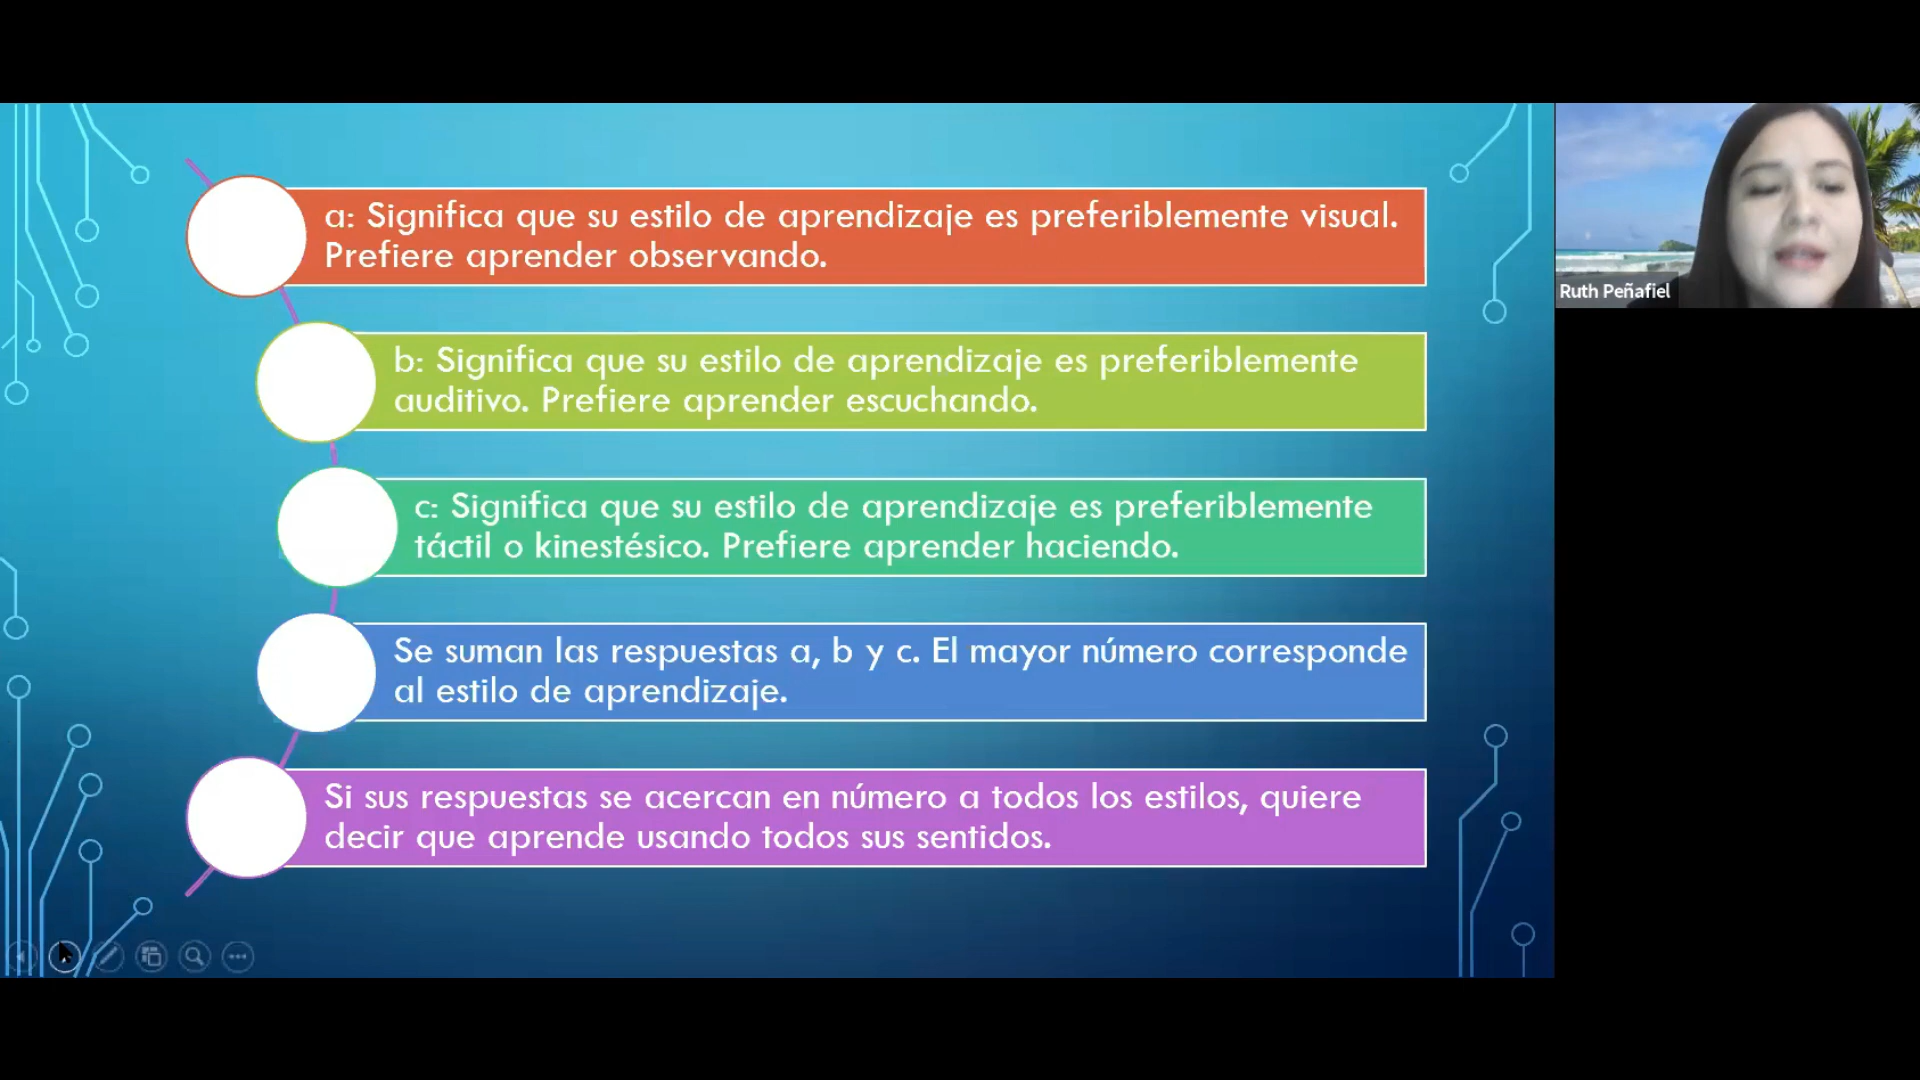 a: Significa que su estilo de aprendizaje es preferiblemente visual.
Prefiere aprender observando.
b: Significa que su estilo de aprendizaje es preferiblemente
auditivo. Prefiere aprender escuchando.
c: Significa que su estilo de aprendizaje es preferiblemente
táctil o kinestésico. Prefiere aprender haciendo.
Se suman las respuestas a, b y c. El mayor número corresponde
al estilo de aprendizaje.
Si sus respuestas se acercan en número a todos los estilos, quiere
decir que aprende usando todos sus sentidos.
Ruth Peñafiel